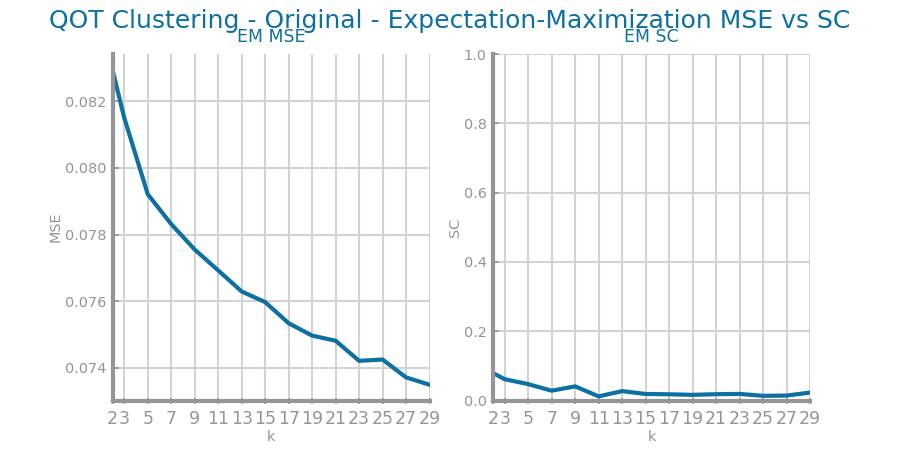 QOT Clustering - Original - Expectation-Maximization MSE vs SC
EM MSE
0.082
0.080
0.078
0.076
0.074
MSE
2 3 5 7 9 11 13 15 17 19 21 23 25 27 29
k
EM SC
1.0
0.8
0.6
0.4
0.2
0.0
SC
2 3 5 7 9 11 13 15 17 19 21 23 25 27 29
k